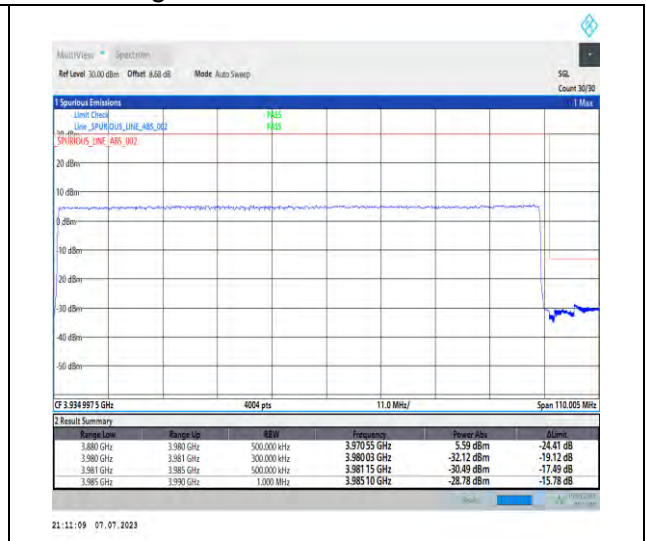 MultiView Spectrum
Ref Level 30.00 dBm Offset 8.68 dB Mode Auto Sweep SGL
Count 30/30
1 Spurious Emissions 1 Max
Limit Check PASS
Line _SPURIOUS_LINE_ABS_002 PASS
_SPURIOUS_LINE_ABS_002
20 dBm
10 dBm
0 dBm
-10 dBm
-20 dBm
-30 dBm
-40 dBm
-50 dBm
CF 3.934 997 5 GHz 4004 pts 11.0 MHz/ Span 110.005 MHz
2 Result Summary
Range Low Range Up RBW Frequency Power Abs ΔLimit
3.880 GHz 3.980 GHz 500.000 kHz 3.970 55 GHz 5.59 dBm -24.41 dB
3.980 GHz 3.981 GHz 300.000 kHz 3.980 03 GHz -32.12 dBm -19.12 dB
3.981 GHz 3.985 GHz 500.000 kHz 3.981 15 GHz -30.49 dBm -17.49 dB
3.985 GHz 3.990 GHz 1.000 MHz 3.985 10 GHz -28.78 dBm -15.78 dB
21:11:09 07.07.2023